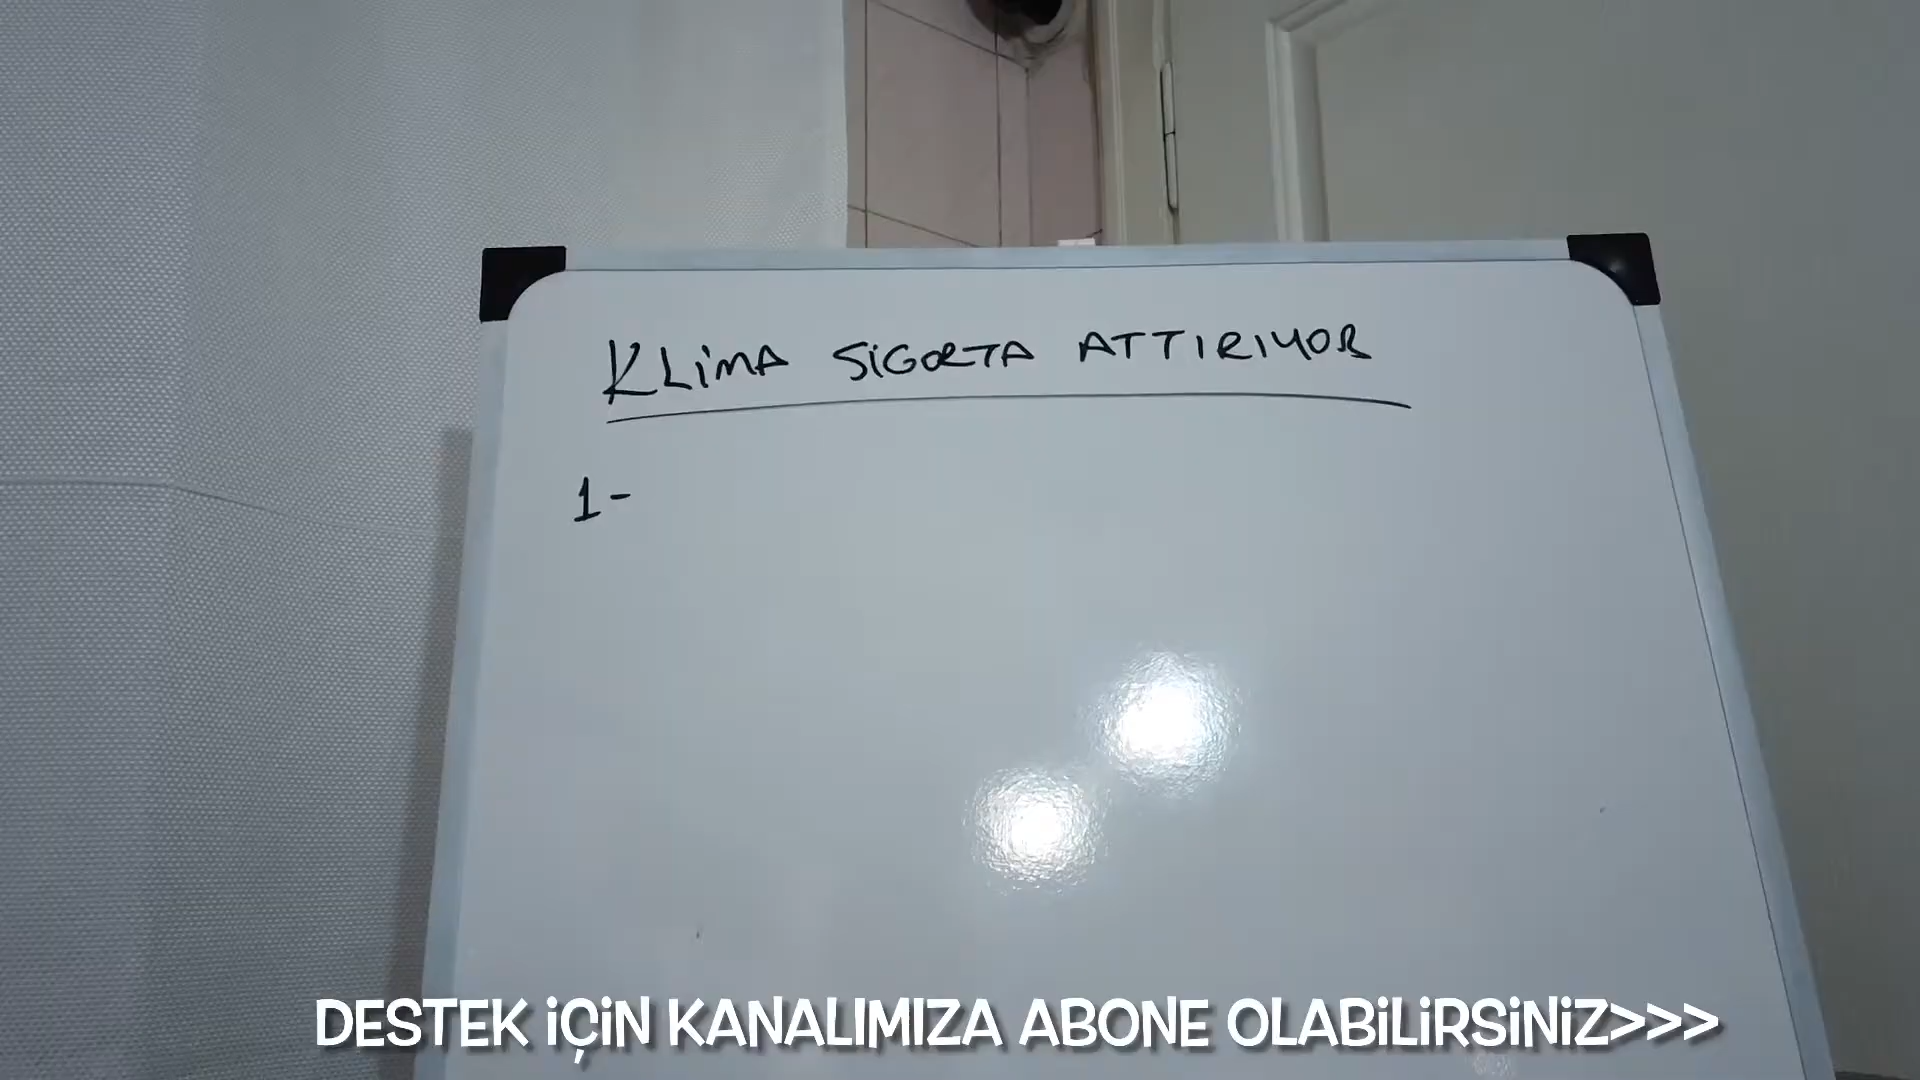 KLİMA SİGORTA ATTIRIYOR
1-
DESTEK İÇİN KANALIMIZA ABONE OLABİLİRSİNİZ>>>